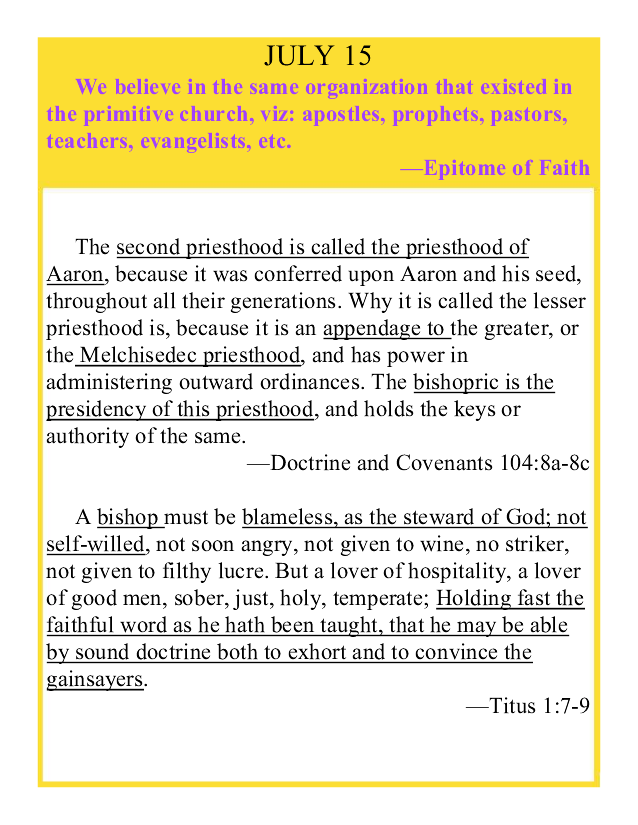 JULY 15
We believe in the same organization that existed in
the primitive church, viz: apostles, prophets, pastors,
teachers, evangelists, etc.
—Epitome of Faith
The second priesthood is called the priesthood of
Aaron, because it was conferred upon Aaron and his seed,
throughout all their generations. Why it is called the lesser
priesthood is, because it is an appendage to the greater, or
the Melchisedec priesthood, and has power in
administering outward ordinances. The bishopric is the
presidency of this priesthood, and holds the keys or
authority of the same.
—Doctrine and Covenants 104:8a-8c
A bishop must be blameless, as the steward of God; not
self-willed, not soon angry, not given to wine, no striker,
not given to filthy lucre. But a lover of hospitality, a lover
of good men, sober, just, holy, temperate; Holding fast the
faithful word as he hath been taught, that he may be able
by sound doctrine both to exhort and to convince the
gainsayers.
—Titus 1:7-9